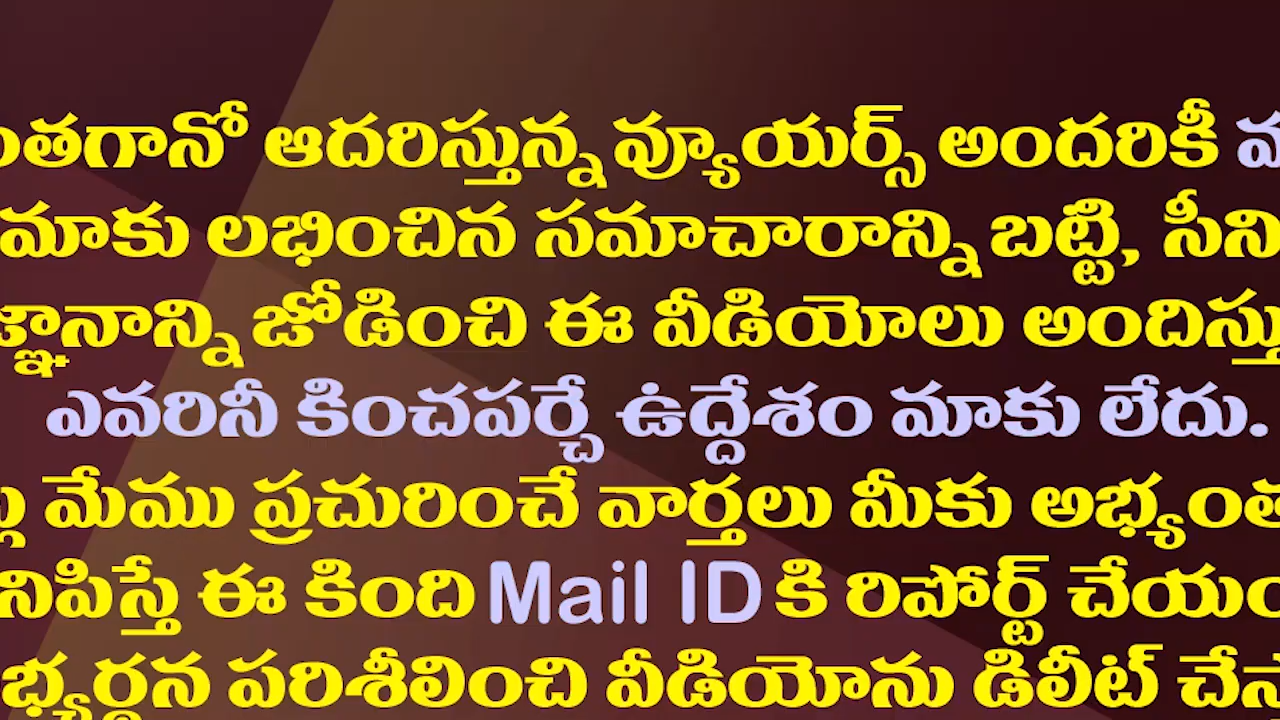 ంతగానో ఆదరిస్తున్న వ్యూయర్స్ అందరికీ
మాకు లభించిన సమాచారాన్ని బట్టి, సీని
జ్ఞానాన్ని జోడించి ఈ వీడియోలు అందిస్తు
ఎవరినీ కించపర్చే ఉద్దేశం మాకు లేదు.
మేము ప్రచురించే వార్తలు మీకు అభ్యంత
నిపిస్తే ఈ కింది Mail ID కి రిపోర్ట్ చేయం
భ్యర్థన పరిశీలించి వీడియోను డిలీట్ చేస